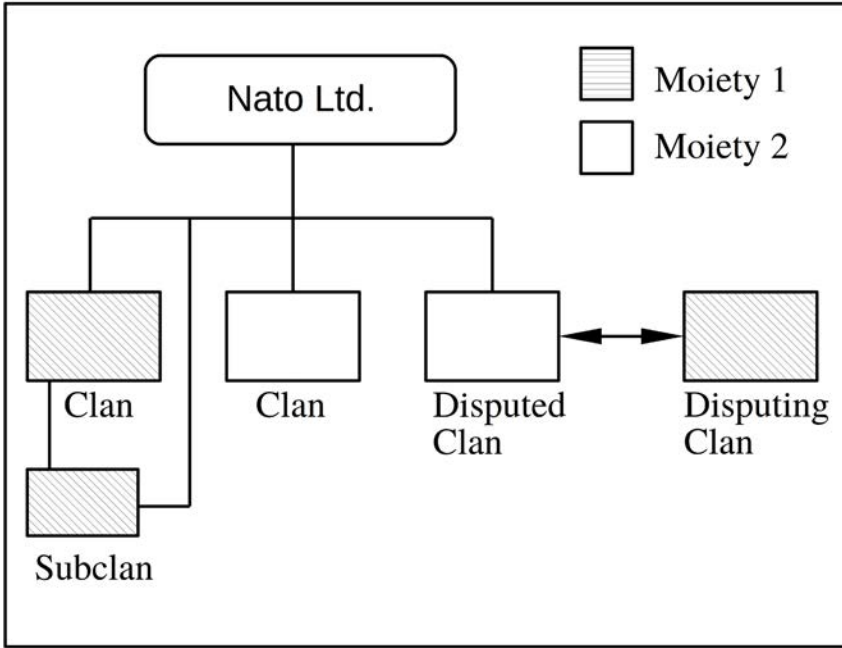 Nato Ltd.
Moiety 1
Moiety 2
Clan
Clan
Disputed
Clan
Disputing
Clan
Subclan